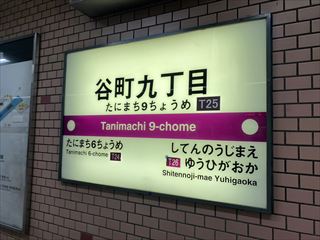 谷町九丁目
たにまち9ちょうめ T25
Tanimachi 9-chome
たにまち6ちょうめ
Tanimachi 6-chome T24
してんのうじまえ
T26 ゆうひがおか
Shitennoji-mae Yuhigaoka